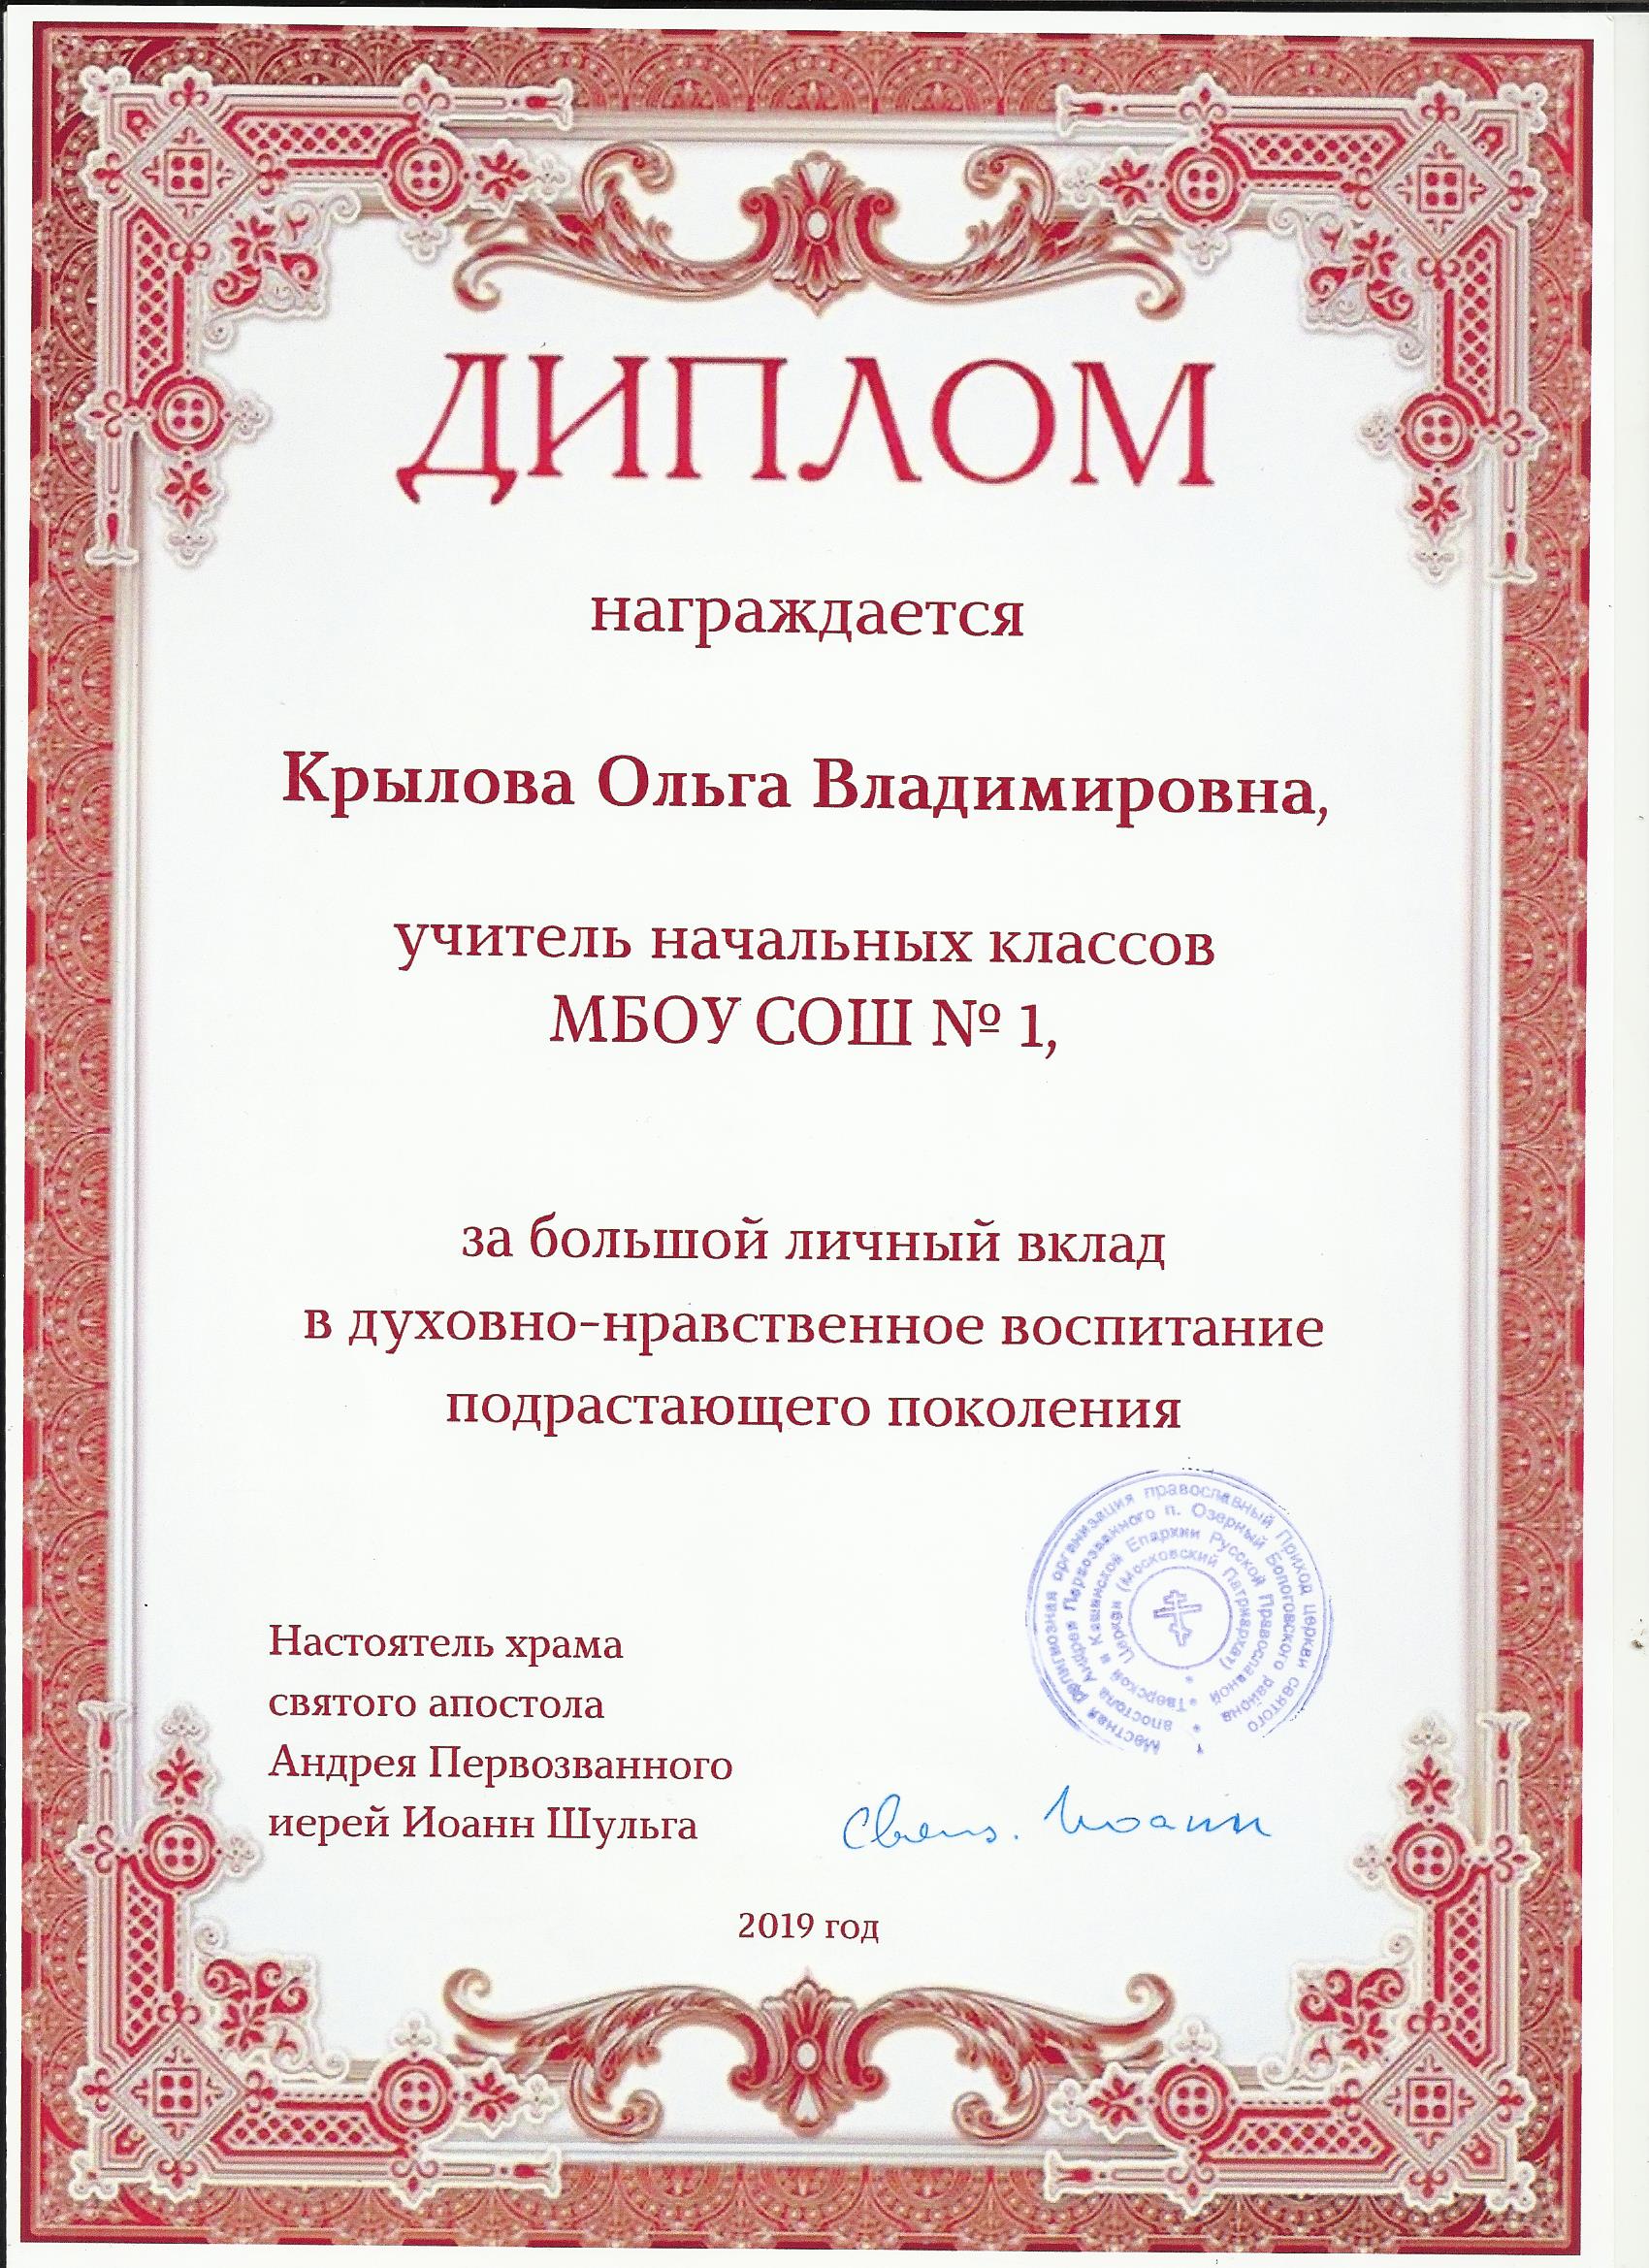 ДИПЛОМ
награждается
Крылова Ольга Владимировна,
учитель начальных классов
МБОУ СОШ № 1,
за большой личный вклад
в духовно-нравственное воспитание
подрастающего поколения
Местная религиозная организация православный Приход церкви святого
апостола Андрея Первозванного п. Озерный Бологовского района
Тверской и Кашинской Епархии Русской Православной
Церкви (Московский Патриархат)
Настоятель храма
святого апостола
Андрея Первозванного
иерей Иоанн Шульга
Свящ. Иоанн
2019 год